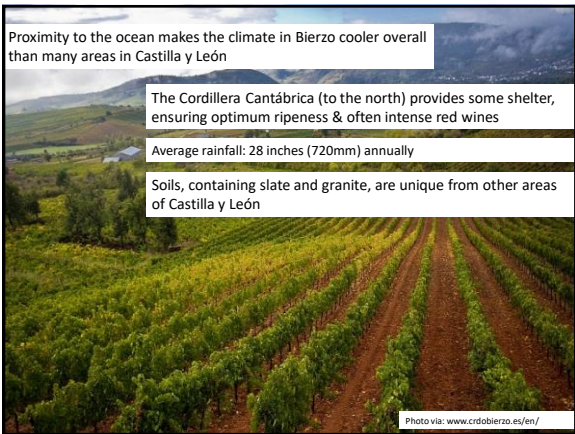 Proximity to the ocean makes the climate in Bierzo cooler overall
than many areas in Castilla y León
The Cordillera Cantábrica (to the north) provides some shelter,
ensuring optimum ripeness & often intense red wines
Average rainfall: 28 inches (720mm) annually
Soils, containing slate and granite, are unique from other areas
of Castilla y León
Photo via: www.crdobierzo.es/en/